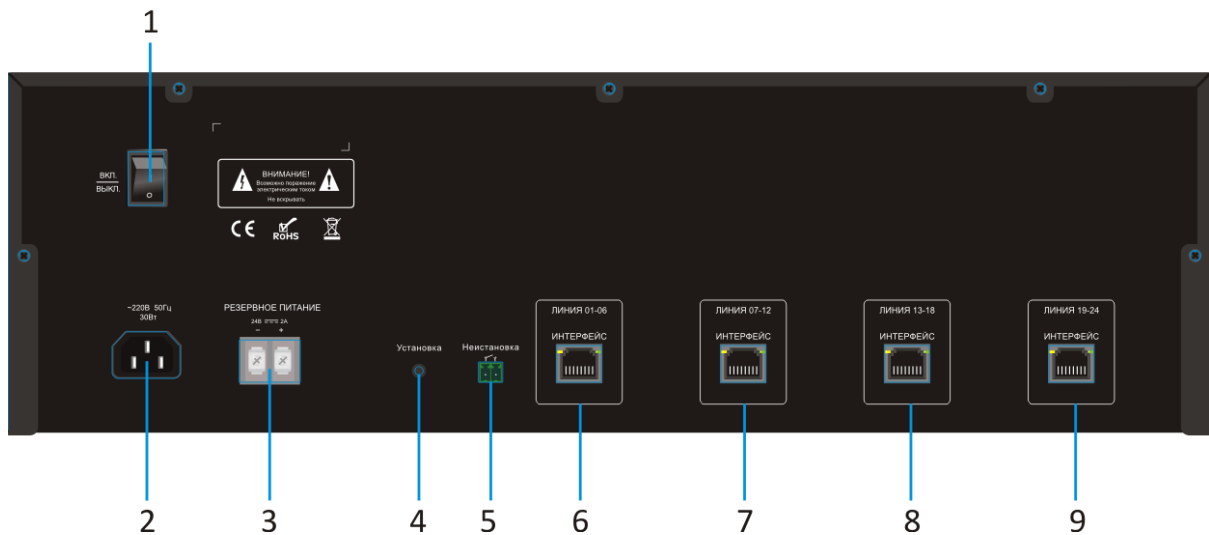 1
ВКЛ.
ВЫКЛ.
ВНИМАНИЕ!
Возможно поражение
электрическим током
Не вскрывать
CE
RoHS
~220В 50Гц
30Вт
РЕЗЕРВНОЕ ПИТАНИЕ
24В 2А
− +
Установка
Неистановка
ЛИНИЯ 01-06
ИНТЕРФЕЙС
ЛИНИЯ 07-12
ИНТЕРФЕЙС
ЛИНИЯ 13-18
ИНТЕРФЕЙС
ЛИНИЯ 19-24
ИНТЕРФЕЙС
2 3 4 5 6 7 8 9